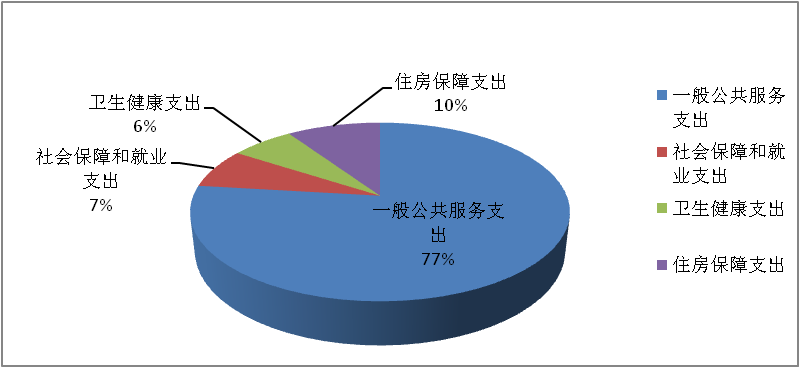 住房保障支出
10%
卫生健康支出
6%
社会保障和就业
支出
7%
一般公共服务支
出
77%
一般公共服务
支出
社会保障和就
业支出
卫生健康支出
住房保障支出